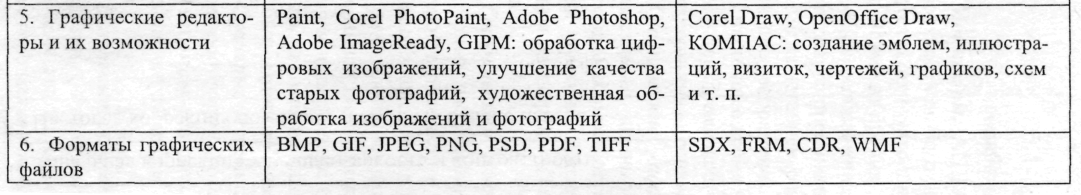 5. Графические редакто-
ры и их возможности
Paint, Corel PhotoPaint, Adobe Photoshop,
Adobe ImageReady, GIPM: обработка циф-
ровых изображений, улучшение качества
старых фотографий, художественная об-
работка изображений и фотографий
Corel Draw, OpenOffice Draw,
КОМПАС: создание эмблем, иллюстра-
ций, визиток, чертежей, графиков, схем
и т. п.
6. Форматы графических
файлов
BMP, GIF, JPEG, PNG, PSD, PDF, TIFF
SDX, FRM, CDR, WMF